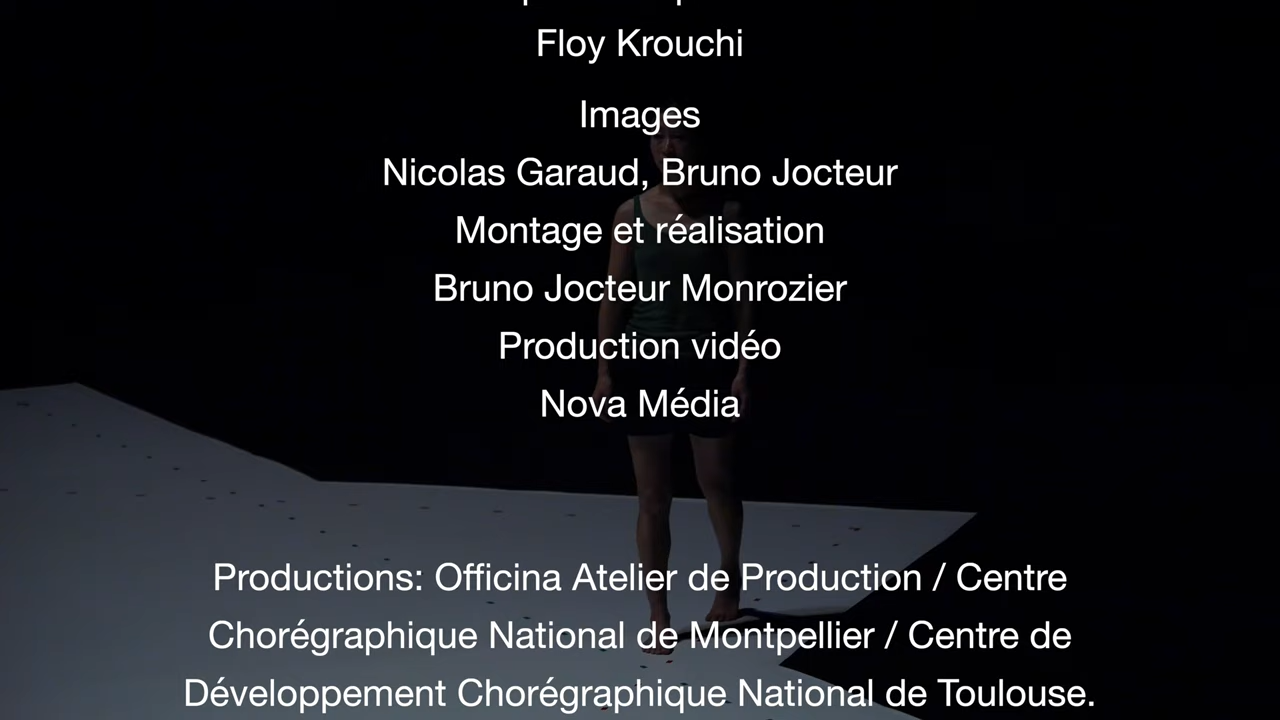 Floy Krouchi
Images
Nicolas Garaud, Bruno Jocteur
Montage et réalisation
Bruno Jocteur Monrozier
Production vidéo
Nova Média
Productions: Officina Atelier de Production / Centre
Chorégraphique National de Montpellier / Centre de
Développement Chorégraphique National de Toulouse.